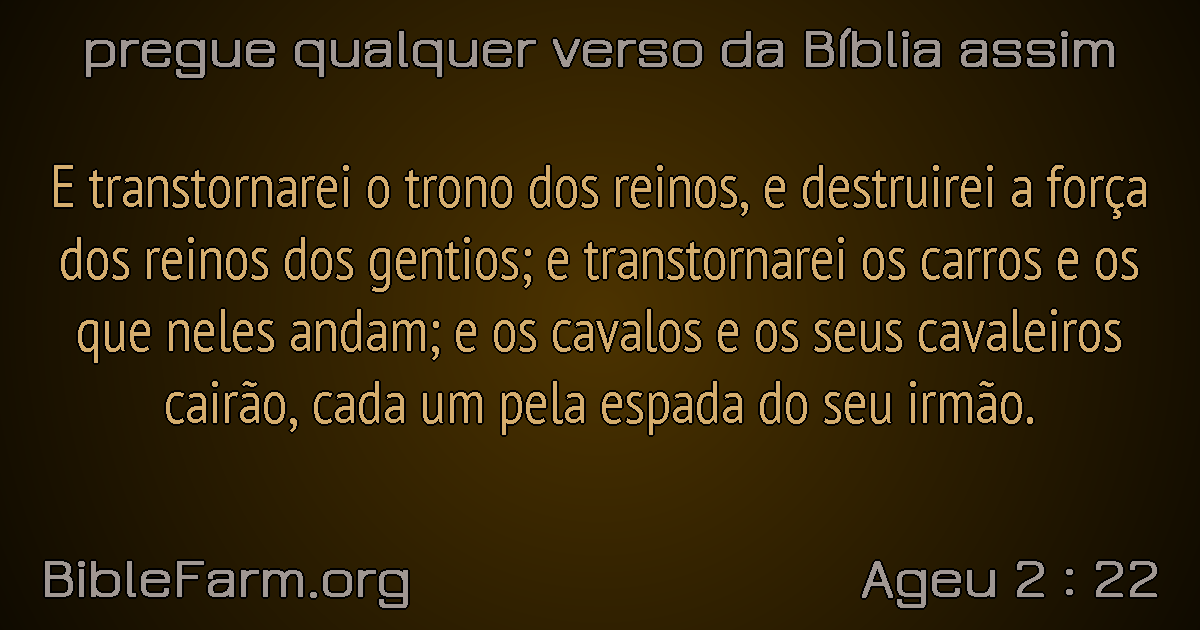 pregue qualquer verso da Bíblia assim
E transtornarei o trono dos reinos, e destruirei a força
dos reinos dos gentios; e transtornarei os carros e os
que neles andam; e os cavalos e os seus cavaleiros
cairão, cada um pela espada do seu irmão.
BibleFarm.org
Ageu 2 : 22